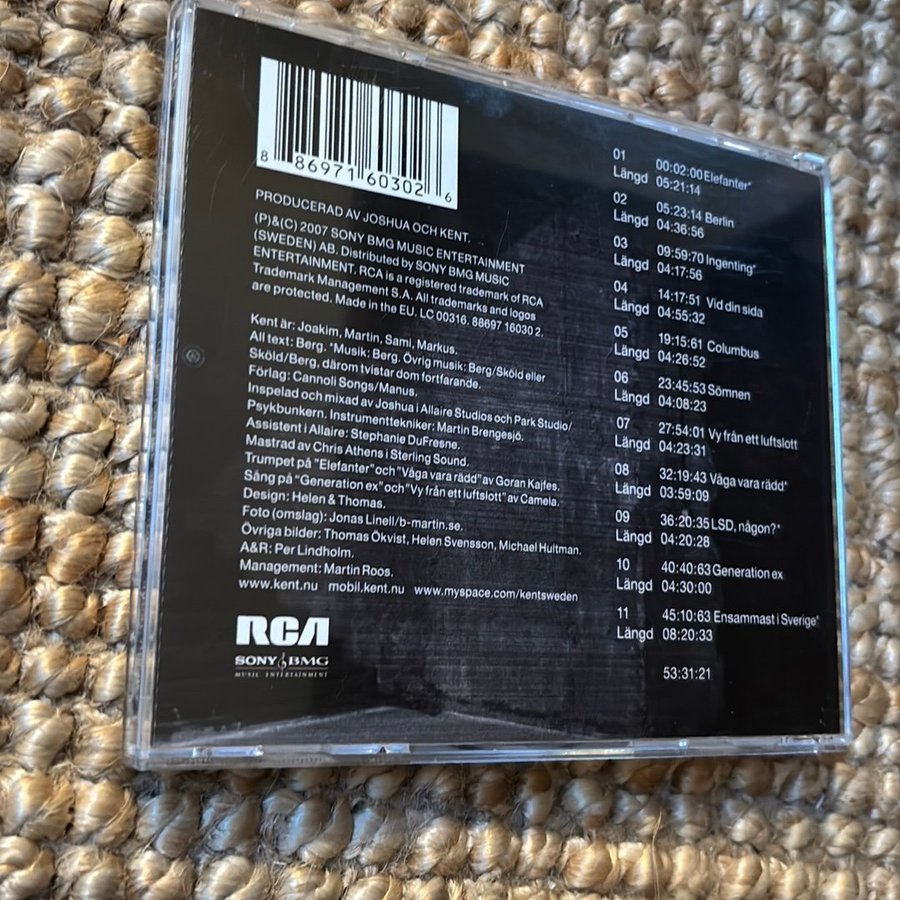 8 86971 60302 6
PRODUCERAD AV JOSHUA OCH KENT.
(P)&(C) 2007 SONY BMG MUSIC ENTERTAINMENT
(SWEDEN) AB. Distributed by SONY BMG MUSIC
ENTERTAINMENT. RCA is a registered trademark of RCA
Trademark Management S.A. All trademarks and logos
are protected. Made in the EU. LC 00316. 88697 16030 2.
Kent är: Joakim, Martin, Sami, Markus.
All text: Berg. *Musik: Berg. Övrig musik: Berg/Sköld eller
Sköld/Berg, därom tvistar dom fortfarande.
Förlag: Cannoli Songs/Manus.
Inspelad och mixad av Joshua i Allaire Studios och Park Studio/
Psykbunkern. Instrumenttekniker: Martin Brengesjö.
Assistent i Allaire: Stephanie DuFresne.
Mastrad av Chris Athens i Sterling Sound.
Trumpet på "Elefanter" och "Våga vara rädd" av Goran Kajfes.
Sång på "Generation ex" och "Vy från ett luftslott" av Camela.
Design: Helen & Thomas.
Foto (omslag): Jonas Linell/b-martin.se.
Övriga bilder: Thomas Ökvist, Helen Svensson, Michael Hultman.
A&R: Per Lindholm.
Management: Martin Roos.
www.kent.nu mobil.kent.nu www.myspace.com/kentsweden
RCA
SONY BMG
MUSIC ENTERTAINMENT
01 00:02:00 Elefanter*
Längd 05:21:14
02 05:23:14 Berlin
Längd 04:36:56
03 09:59:70 Ingenting*
Längd 04:17:56
04 14:17:51 Vid din sida
Längd 04:55:32
05 19:15:61 Columbus
Längd 04:26:52
06 23:45:53 Sömnen
Längd 04:08:23
07 27:54:01 Vy från ett luftslott
Längd 04:23:31
08 32:19:43 Våga vara rädd*
Längd 03:59:09
09 36:20:35 LSD, någon?*
Längd 04:20:28
10 40:40:63 Generation ex
Längd 04:30:00
11 45:10:63 Ensammast i Sverige*
Längd 08:20:33
53:31:21